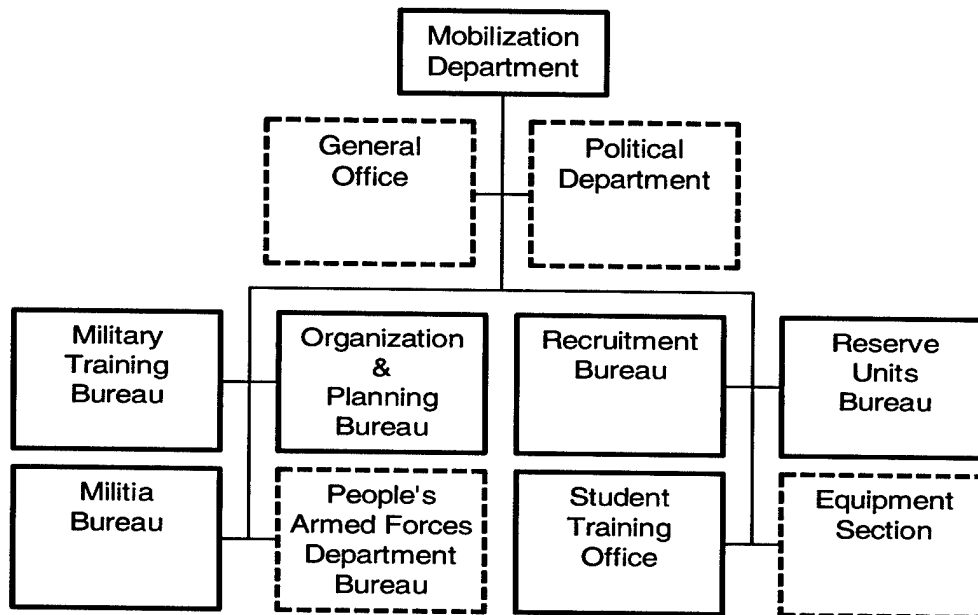 Mobilization
Department
General
Office
Political
Department
Military
Training
Bureau
Organization
&
Planning
Bureau
Recruitment
Bureau
Reserve
Units
Bureau
Militia
Bureau
People's
Armed Forces
Department
Bureau
Student
Training
Office
Equipment
Section